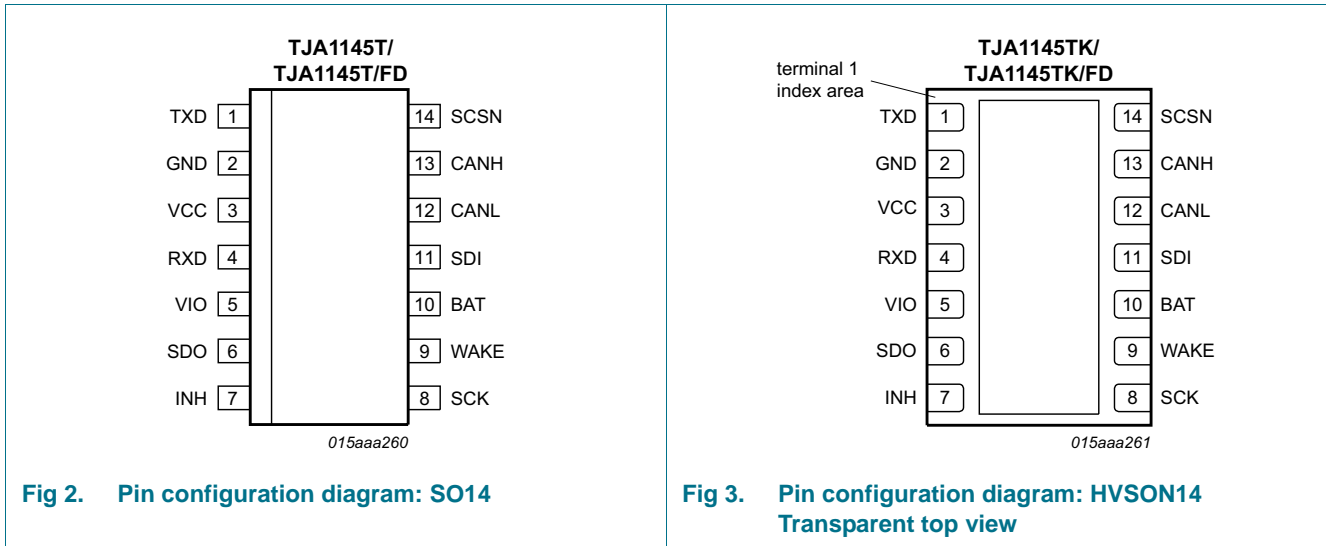 TJA1145T/
TJA1145T/FD
TXD 1 14 SCSN
GND 2 13 CANH
VCC 3 12 CANL
RXD 4 11 SDI
VIO 5 10 BAT
SDO 6 9 WAKE
INH 7 8 SCK
015aaa260
Fig 2. Pin configuration diagram: SO14
TJA1145TK/
TJA1145TK/FD
terminal 1
index area
TXD 1 14 SCSN
GND 2 13 CANH
VCC 3 12 CANL
RXD 4 11 SDI
VIO 5 10 BAT
SDO 6 9 WAKE
INH 7 8 SCK
015aaa261
Fig 3. Pin configuration diagram: HVSON14
Transparent top view